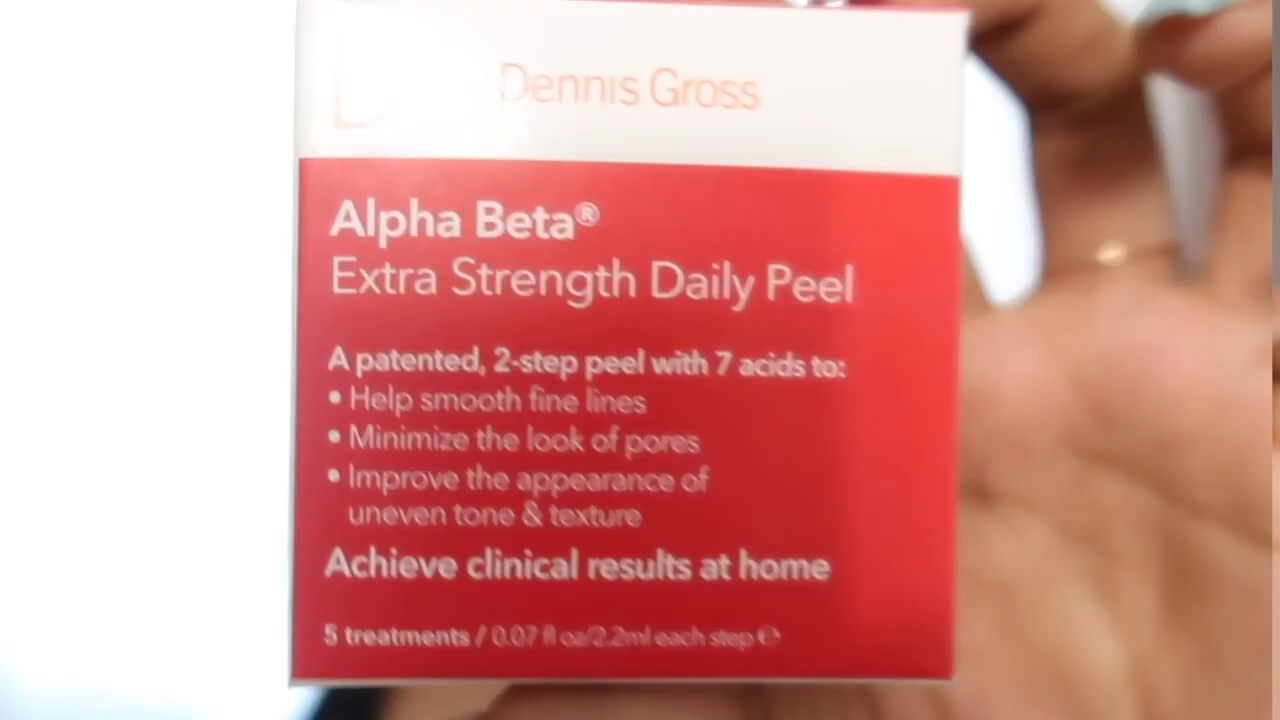 Dennis Gross
Alpha Beta®
Extra Strength Daily Peel
A patented, 2-step peel with 7 acids to:
• Help smooth fine lines
• Minimize the look of pores
• Improve the appearance of
uneven tone & texture
Achieve clinical results at home
5 treatments / 0.07 fl oz/2.2ml each step ℮